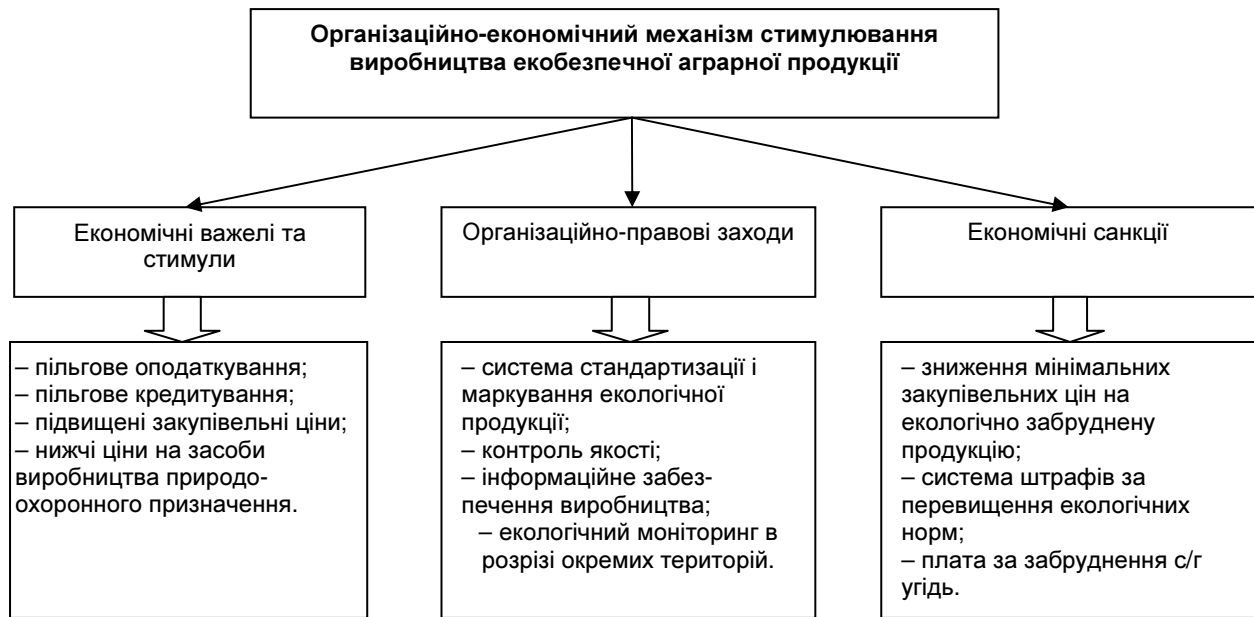 Організаційно-економічний механізм стимулювання
виробництва екобезпечної аграрної продукції
Економічні важелі та
стимули
Організаційно-правові заходи
Економічні санкції
– пільгове оподаткування;
– пільгове кредитування;
– підвищені закупівельні ціни;
– нижчі ціни на засоби
виробництва природо-
охоронного призначення.
– система стандартизації і
маркування екологічної
продукції;
– контроль якості;
– інформаційне забез-
печення виробництва;
– екологічний моніторинг в
розрізі окремих територій.
– зниження мінімальних
закупівельних цін на
екологічно забруднену
продукцію;
– система штрафів за
перевищення екологічних
норм;
– плата за забруднення с/г
угідь.